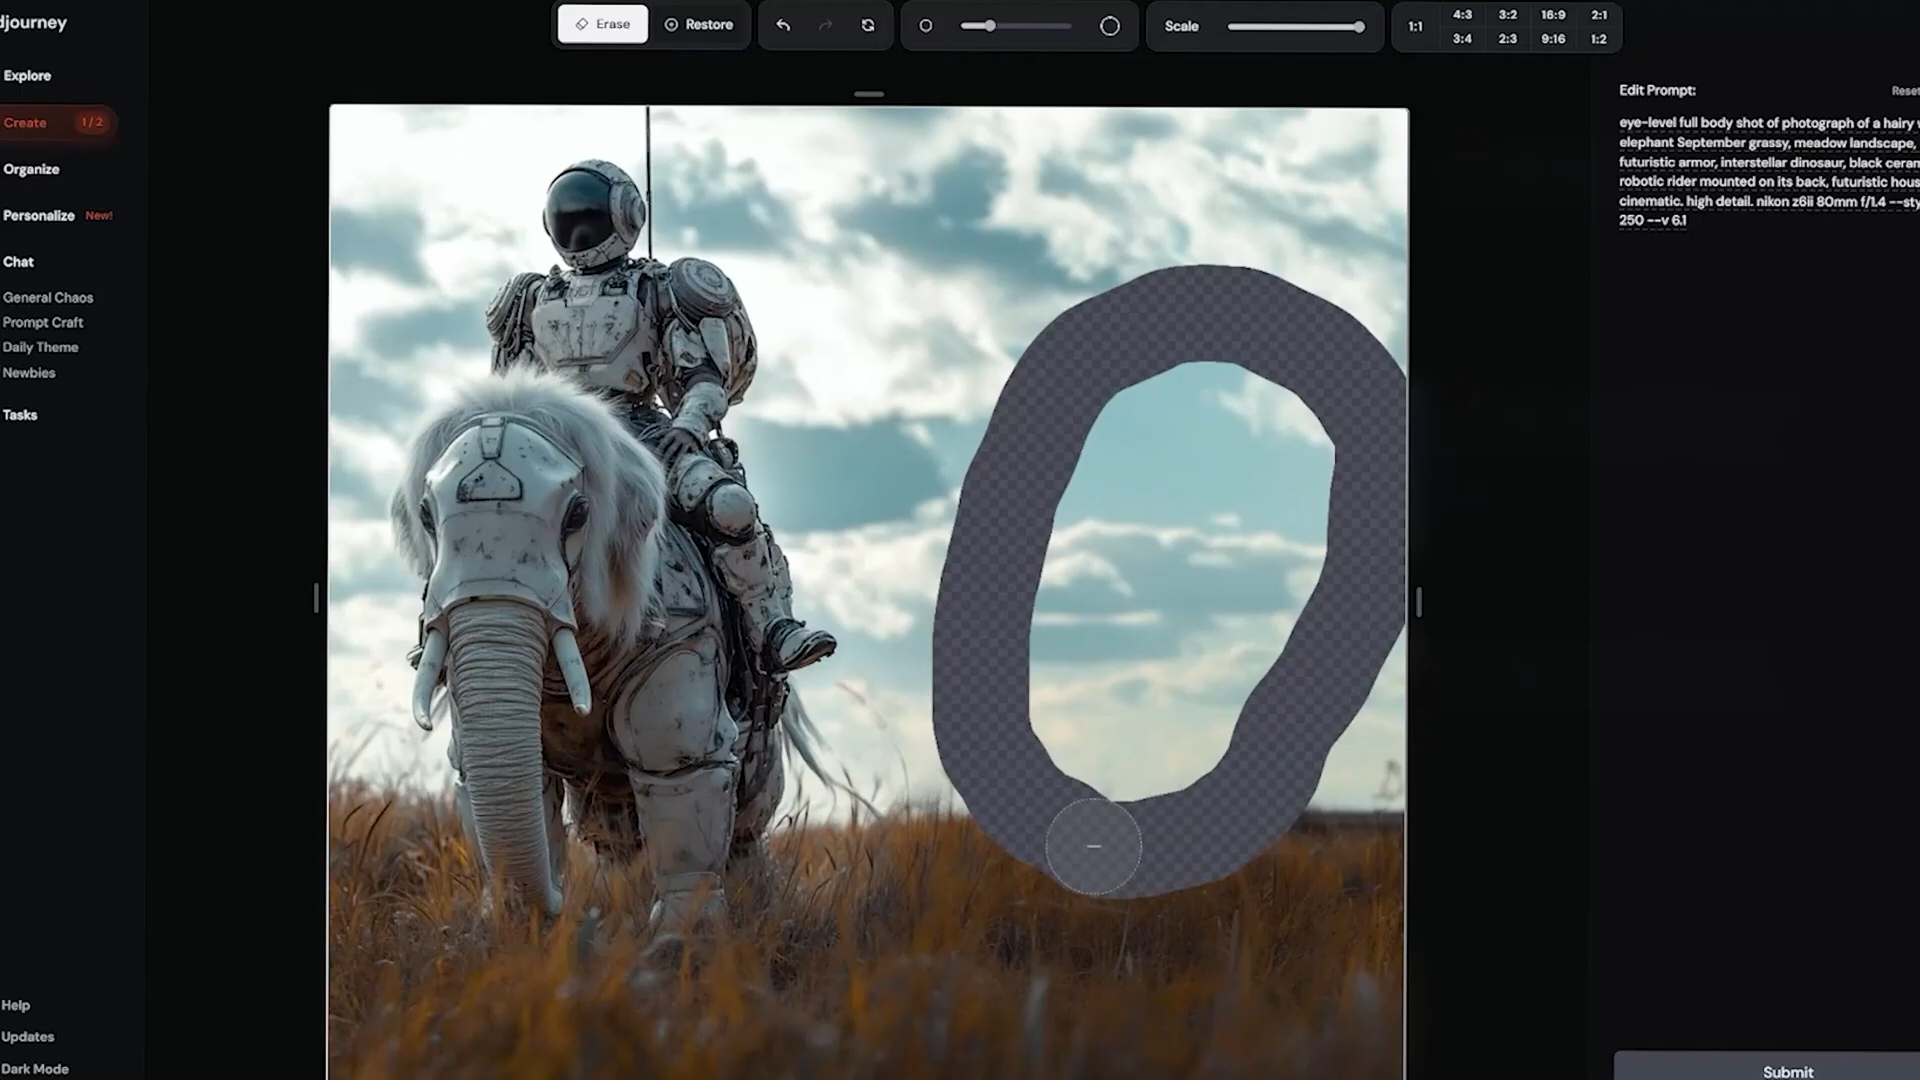 djourney
Explore
Create 1 / 2
Organize
Personalize New!
Chat
General Chaos
Prompt Craft
Daily Theme
Newbies
Tasks
Help
Updates
Dark Mode
Erase Restore
Scale
1:1
4:3 3:2 16:9 2:1
3:4 2:3 9:16 1:2
Edit Prompt: Reset
eye-level full body shot of photograph of a hairy
elephant September grassy, meadow landscape,
futuristic armor, interstellar dinosaur, black
robotic rider mounted on its back, futuristic
cinematic. high detail. nikon z6ii 80mm f/1.4
250 --v 6.1
Submit